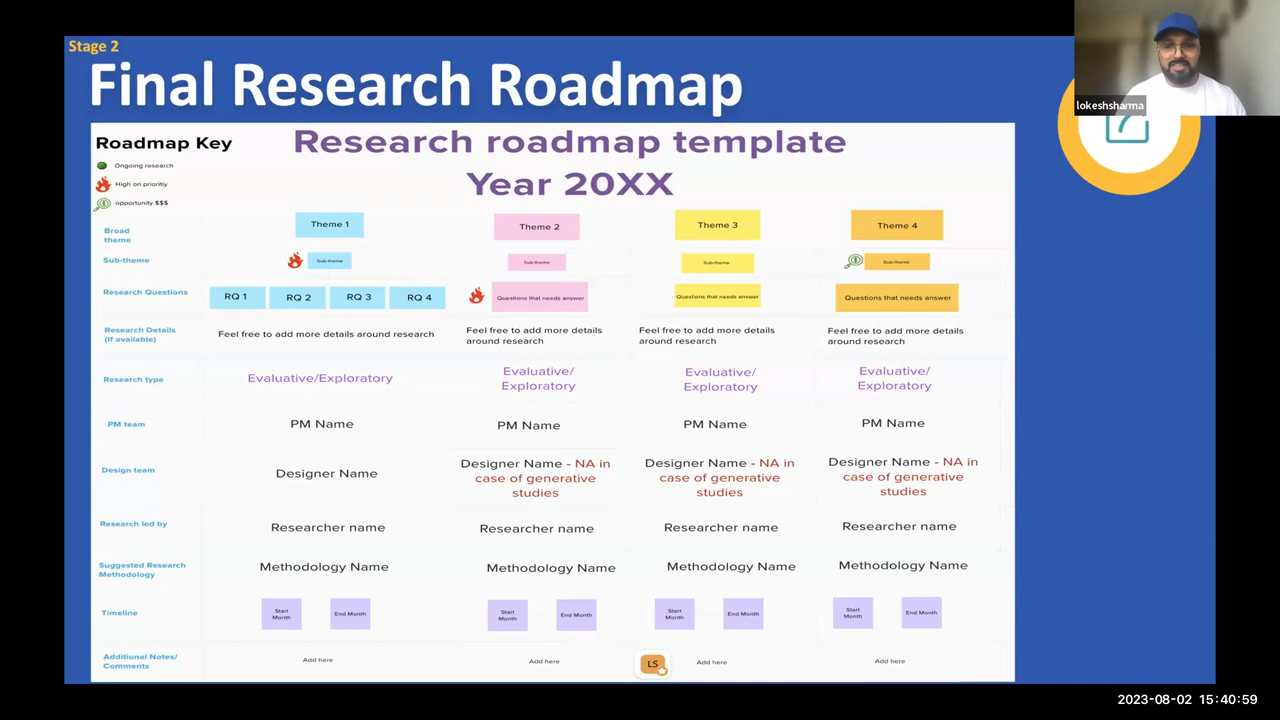 Stage 2
Final Research Roadmap
lokeshsharma
Roadmap Key
Research roadmap template
Year 20XX
Ongoing research
High on prioritiy
opportunity $$$
Broad
theme
Theme 1
Theme 2
Theme 3
Theme 4
Sub-theme
Sub-theme
Sub-theme
Sub-theme
Sub-theme
Research Questions
RQ 1
RQ 2
RQ 3
RQ 4
Questions that needs answer
Questions that needs answer
Questions that needs answer
Research Details
(If available)
Feel free to add more details around research
Feel free to add more details
around research
Feel free to add more details
around research
Feel free to add more details
around research
Research type
Evaluative/Exploratory
Evaluative/
Exploratory
Evaluative/
Exploratory
Evaluative/
Exploratory
PM team
PM Name
PM Name
PM Name
PM Name
Design team
Designer Name
Designer Name - NA in
case of generative
studies
Designer Name - NA in
case of generative
studies
Designer Name - NA in
case of generative
studies
Research led by
Researcher name
Researcher name
Researcher name
Researcher name
Suggested Research
Methodology
Methodology Name
Methodology Name
Methodology Name
Methodology Name
Timeline
Start
Month
End Month
Start
Month
End Month
Start
Month
End Month
Start
Month
End Month
Additional Notes/
Comments
Add here
Add here
LS
Add here
Add here
2023-08-02 15:40:59